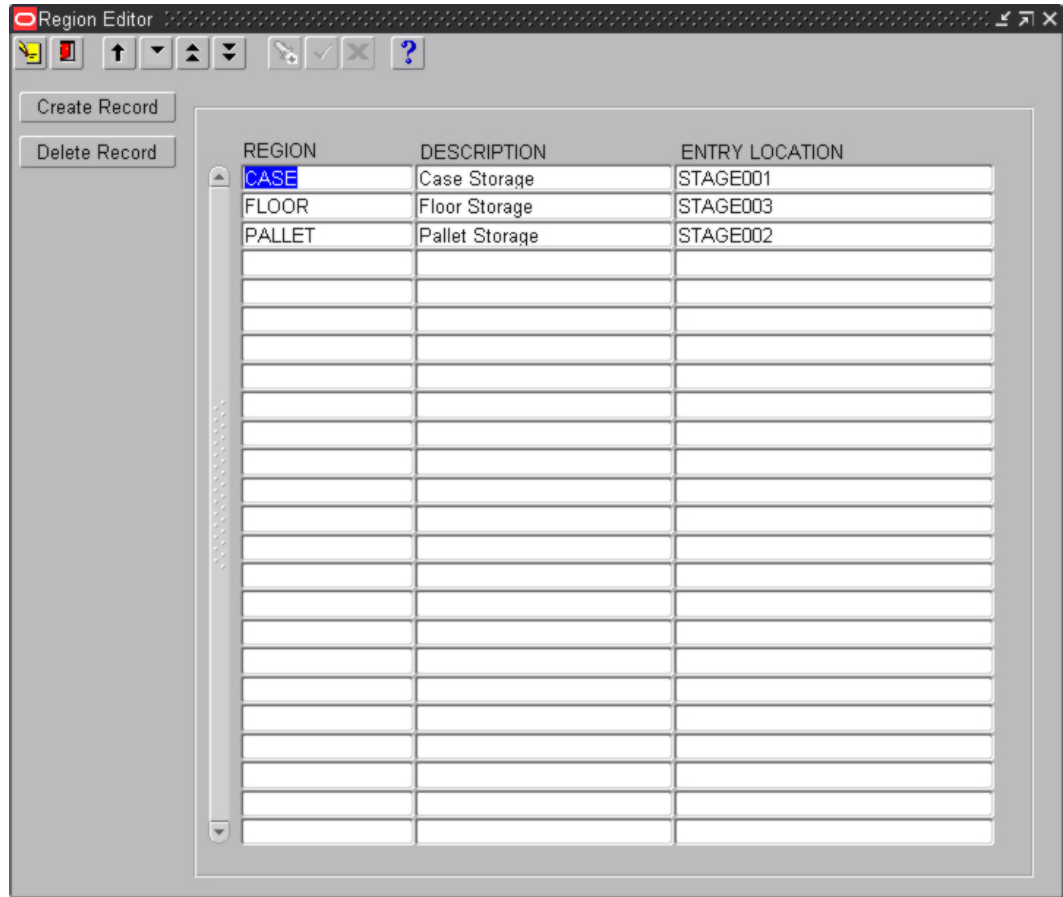 Region Editor
Create Record
Delete Record
REGION DESCRIPTION ENTRY LOCATION
CASE Case Storage STAGE001
FLOOR Floor Storage STAGE003
PALLET Pallet Storage STAGE002